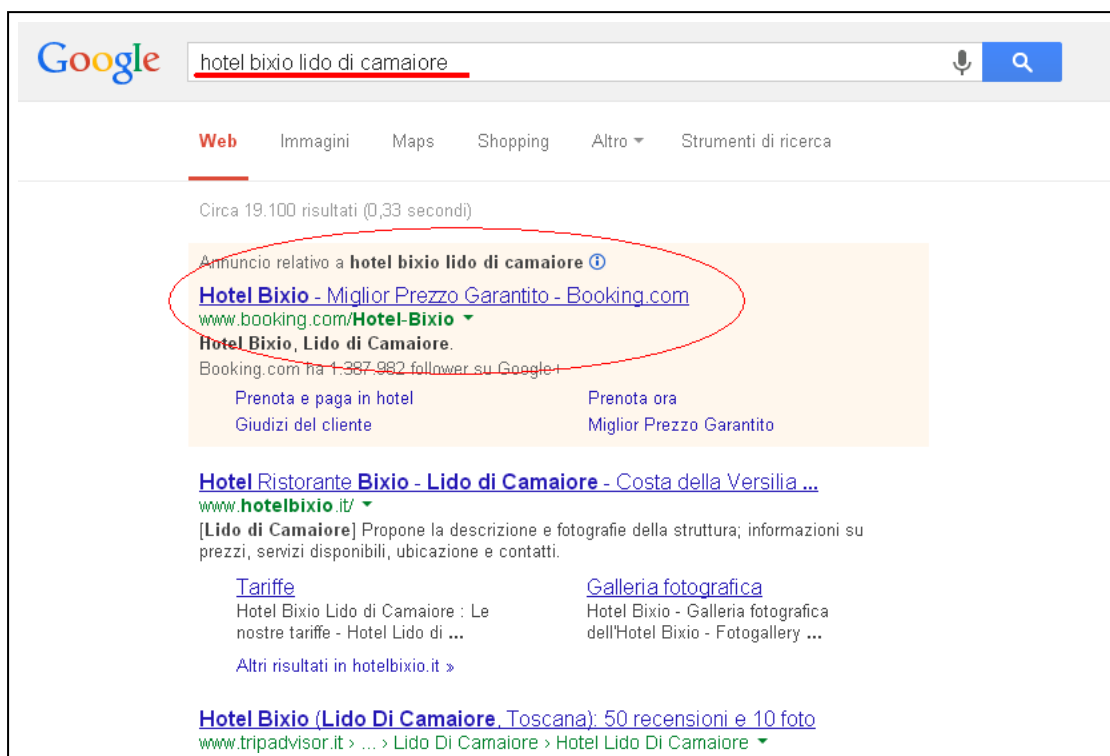 Google
hotel bixio lido di camaiore
Web Immagini Maps Shopping Altro Strumenti di ricerca
Circa 19.100 risultati (0,33 secondi)
Annuncio relativo a hotel bixio lido di camaiore
Hotel Bixio - Miglior Prezzo Garantito - Booking.com
www.booking.com/Hotel-Bixio
Hotel Bixio, Lido di Camaiore.
Booking.com ha 1.387.982 follower su Google+
Prenota e paga in hotel Prenota ora
Giudizi del cliente Miglior Prezzo Garantito
Hotel Ristorante Bixio - Lido di Camaiore - Costa della Versilia ...
www.hotelbixio.it/
[Lido di Camaiore] Propone la descrizione e fotografie della struttura; informazioni su
prezzi, servizi disponibili, ubicazione e contatti.
Tariffe Galleria fotografica
Hotel Bixio Lido di Camaiore : Le Hotel Bixio - Galleria fotografica
nostre tariffe - Hotel Lido di ... dell'Hotel Bixio - Fotogallery ...
Altri risultati in hotelbixio.it »
Hotel Bixio (Lido Di Camaiore, Toscana): 50 recensioni e 10 foto
www.tripadvisor.it › ... › Lido Di Camaiore › Hotel Lido Di Camaiore